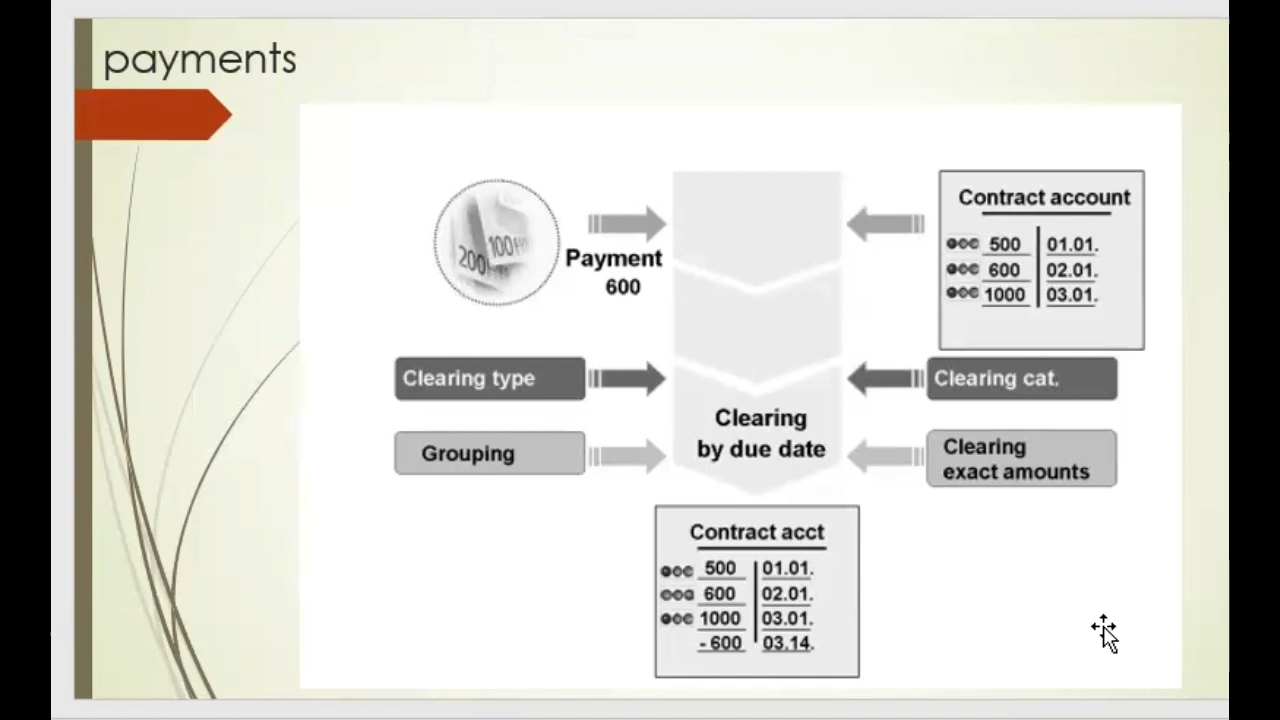 payments
200
100
Payment
600
Contract account
500 01.01.
600 02.01.
1000 03.01.
Clearing type
Clearing cat.
Clearing
by due date
Grouping
Clearing
exact amounts
Contract acct
500 01.01.
600 02.01.
1000 03.01.
- 600 03.14.